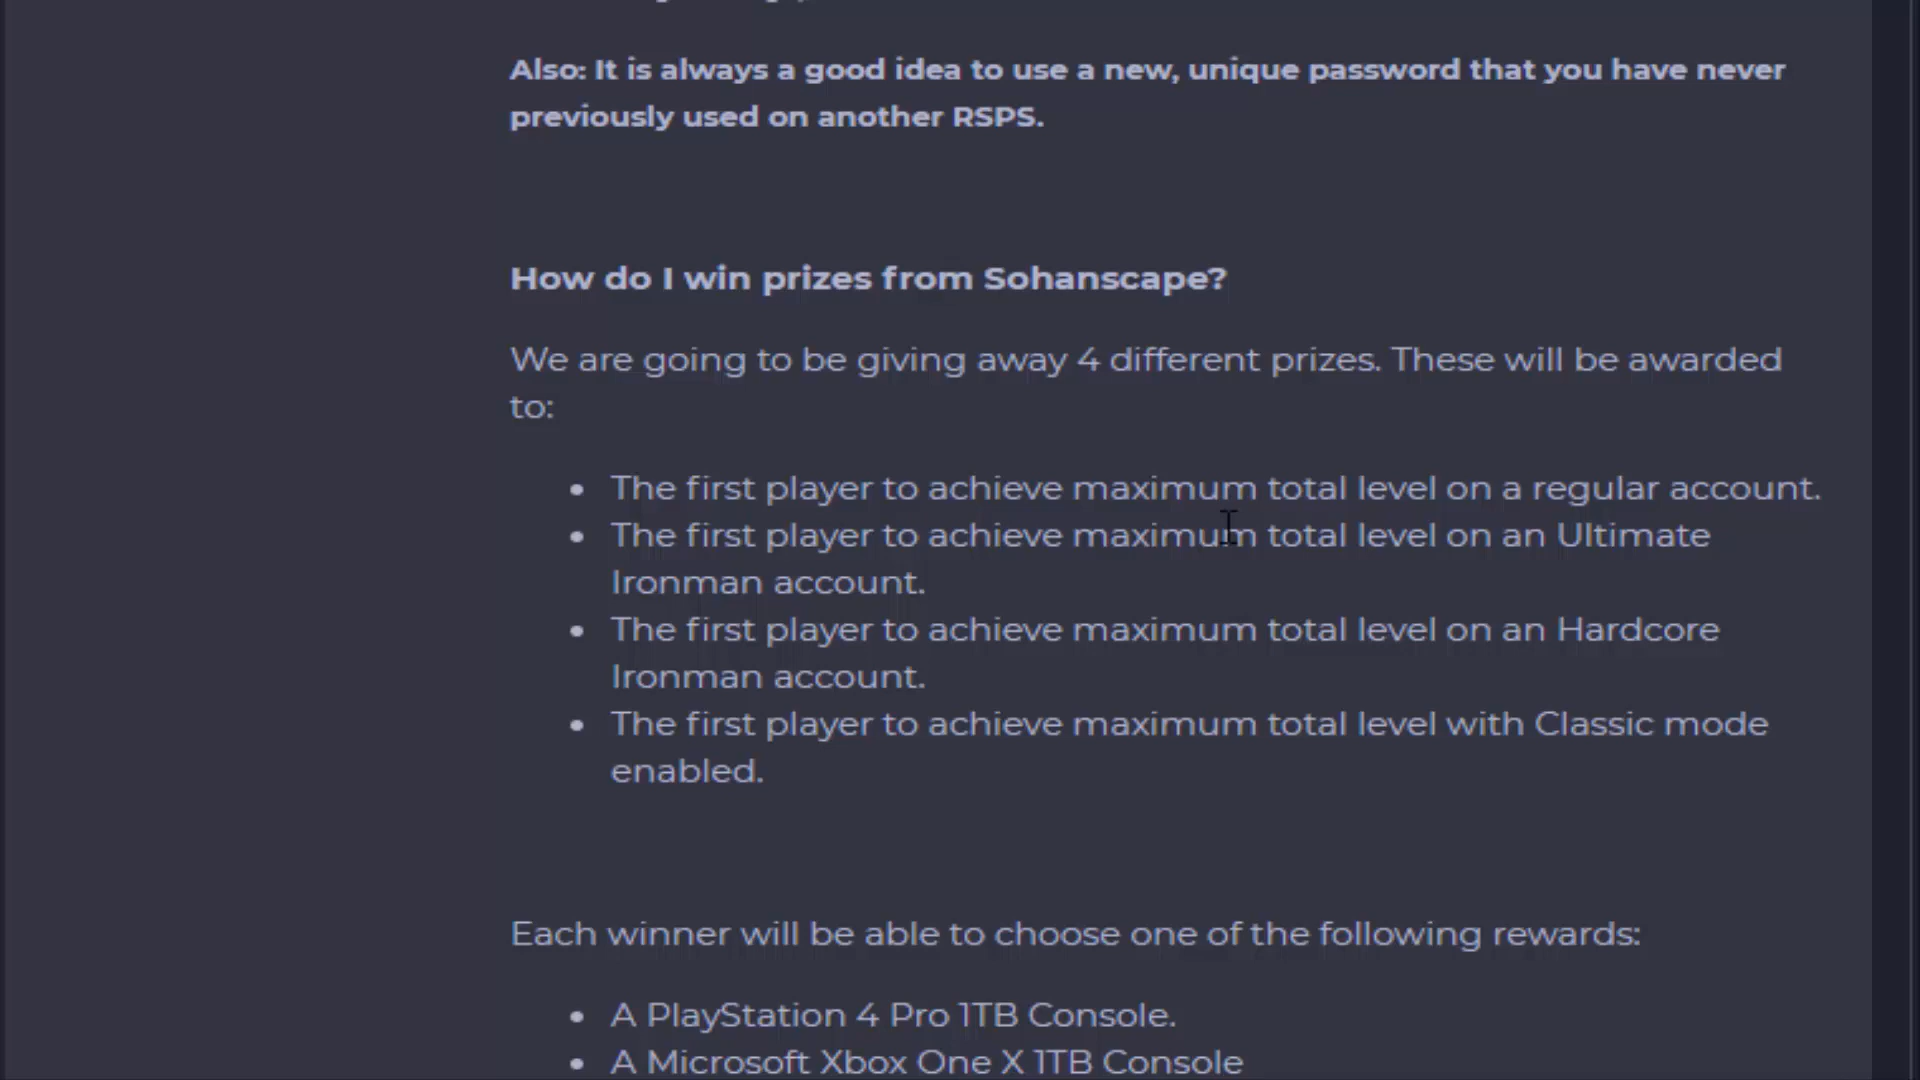 Also: It is always a good idea to use a new, unique password that you have never
previously used on another RSPS.
How do I win prizes from Sohanscape?
We are going to be giving away 4 different prizes. These will be awarded
to:
• The first player to achieve maximum total level on a regular account.
• The first player to achieve maximum total level on an Ultimate
Ironman account.
• The first player to achieve maximum total level on an Hardcore
Ironman account.
• The first player to achieve maximum total level with Classic mode
enabled.
Each winner will be able to choose one of the following rewards:
• A PlayStation 4 Pro 1TB Console.
• A Microsoft Xbox One X 1TB Console